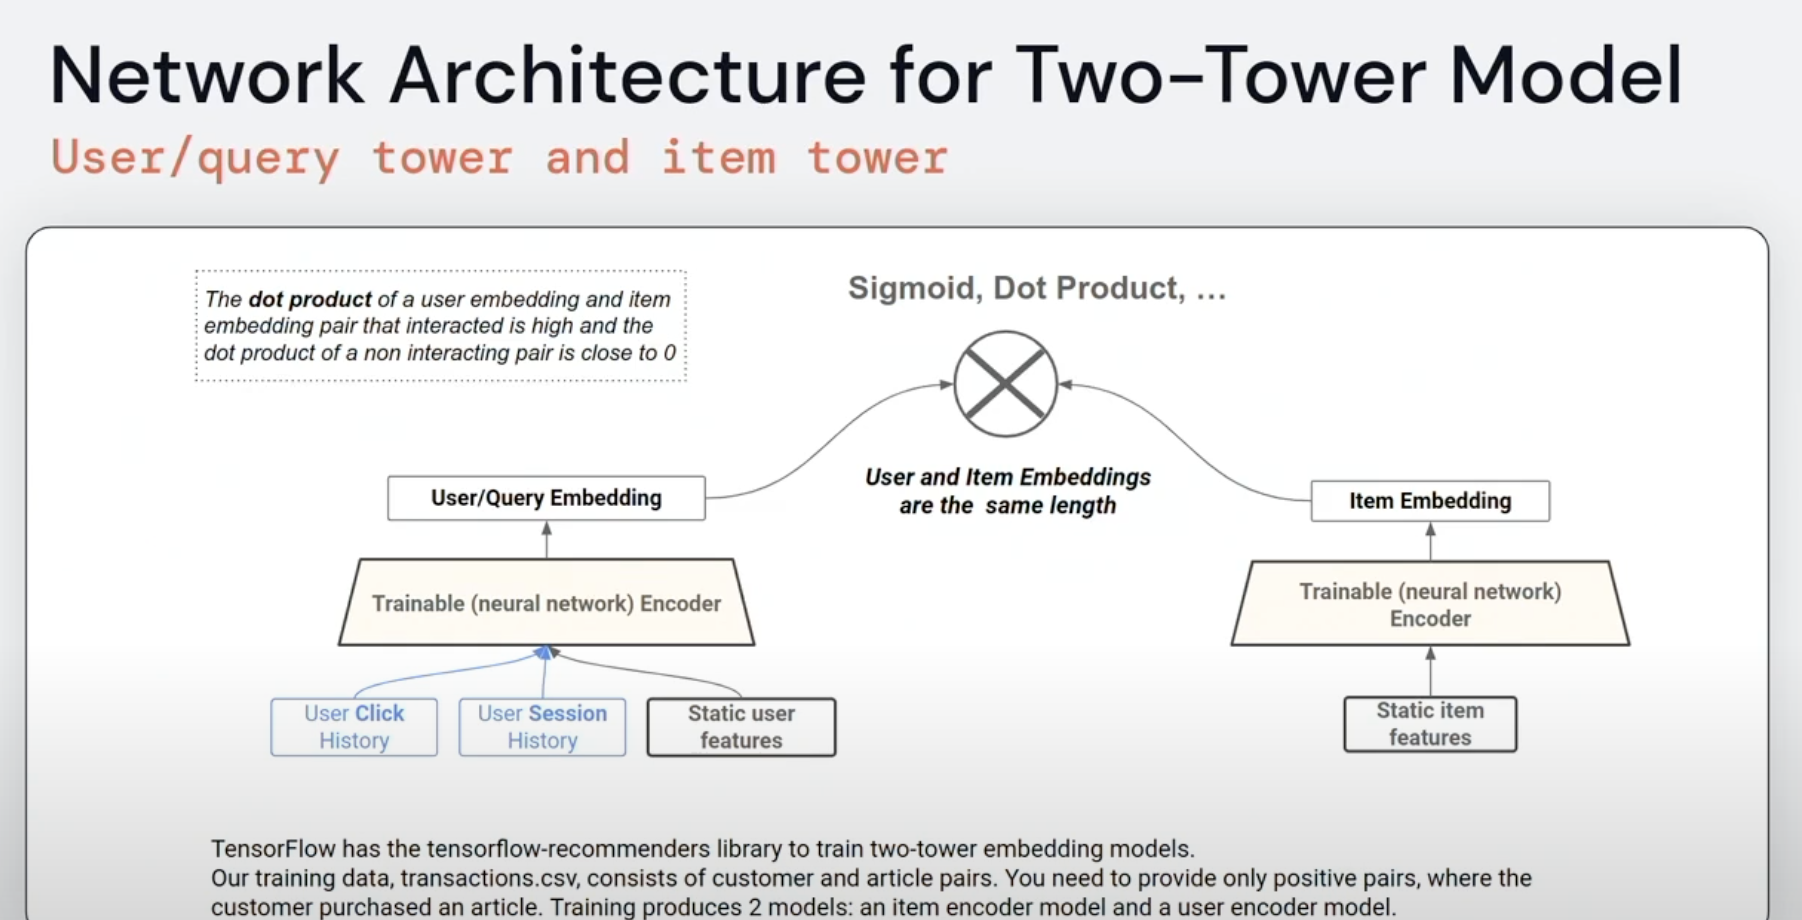 Network Architecture for Two-Tower Model
User/query tower and item tower
The dot product of a user embedding and item
embedding pair that interacted is high and the
dot product of a non interacting pair is close to 0
Sigmoid, Dot Product, ...
User/Query Embedding
User and Item Embeddings
are the same length
Item Embedding
Trainable (neural network) Encoder
Trainable (neural network)
Encoder
User Click
History
User Session
History
Static user
features
Static item
features
TensorFlow has the tensorflow-recommenders library to train two-tower embedding models.
Our training data, transactions.csv, consists of customer and article pairs. You need to provide only positive pairs, where the
customer purchased an article. Training produces 2 models: an item encoder model and a user encoder model.